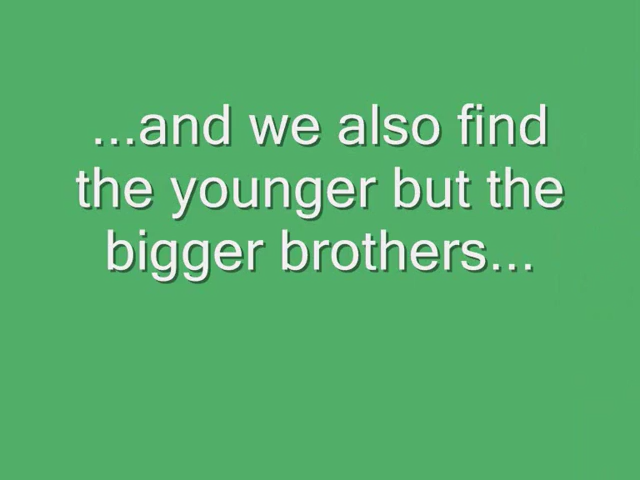 ...and we also find
the younger but the
bigger brothers...